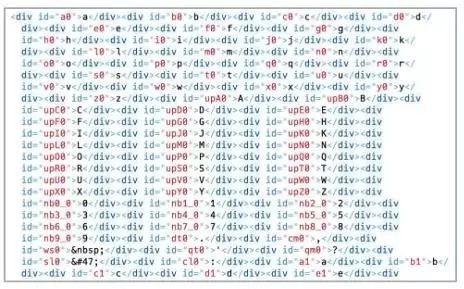 <div id="a0">a</div><div id="b0">b</div><div id="c0">c</div><div id="d0">d</
div><div id="e0">e</div><div id="f0">f</div><div id="g0">g</div><div
id="h0">h</div><div id="i0">i</div><div id="j0">j</div><div id="k0">k</
div><div id="l0">l</div><div id="m0">m</div><div id="n0">n</div><div
id="o0">o</div><div id="p0">p</div><div id="q0">q</div><div id="r0">r</
div><div id="s0">s</div><div id="t0">t</div><div id="u0">u</div><div
id="v0">v</div><div id="w0">w</div><div id="x0">x</div><div id="y0">y</
div><div id="z0">z</div><div id="upA0">A</div><div id="upB0">B</div><div
id="upC0">C</div><div id="upD0">D</div><div id="upE0">E</div><div
id="upF0">F</div><div id="upG0">G</div><div id="upH0">H</div><div
id="upI0">I</div><div id="upJ0">J</div><div id="upK0">K</div><div
id="upL0">L</div><div id="upM0">M</div><div id="upN0">N</div><div
id="upO0">O</div><div id="upP0">P</div><div id="upQ0">Q</div><div
id="upR0">R</div><div id="upS0">S</div><div id="upT0">T</div><div
id="upU0">U</div><div id="upV0">V</div><div id="upW0">W</div><div
id="upX0">X</div><div id="upY0">Y</div><div id="upZ0">Z</div><div
id="nb0_0">0</div><div id="nb1_0">1</div><div id="nb2_0">2</div><div
id="nb3_0">3</div><div id="nb4_0">4</div><div id="nb5_0">5</div><div
id="nb6_0">6</div><div id="nb7_0">7</div><div id="nb8_0">8</div><div
id="nb9_0">9</div><div id="dt0">.</div><div id="cm0">,</div><div
id="ws0">&nbsp;</div><div id="qt0">'</div><div id="qm0">?</div><div
id="sl0">&#47;</div><div id="cl0">:</div><div id="a1">a</div><div id="b1">b</
div><div id="c1">c</div><div id="d1">d</div><div id="e1">e</div><div